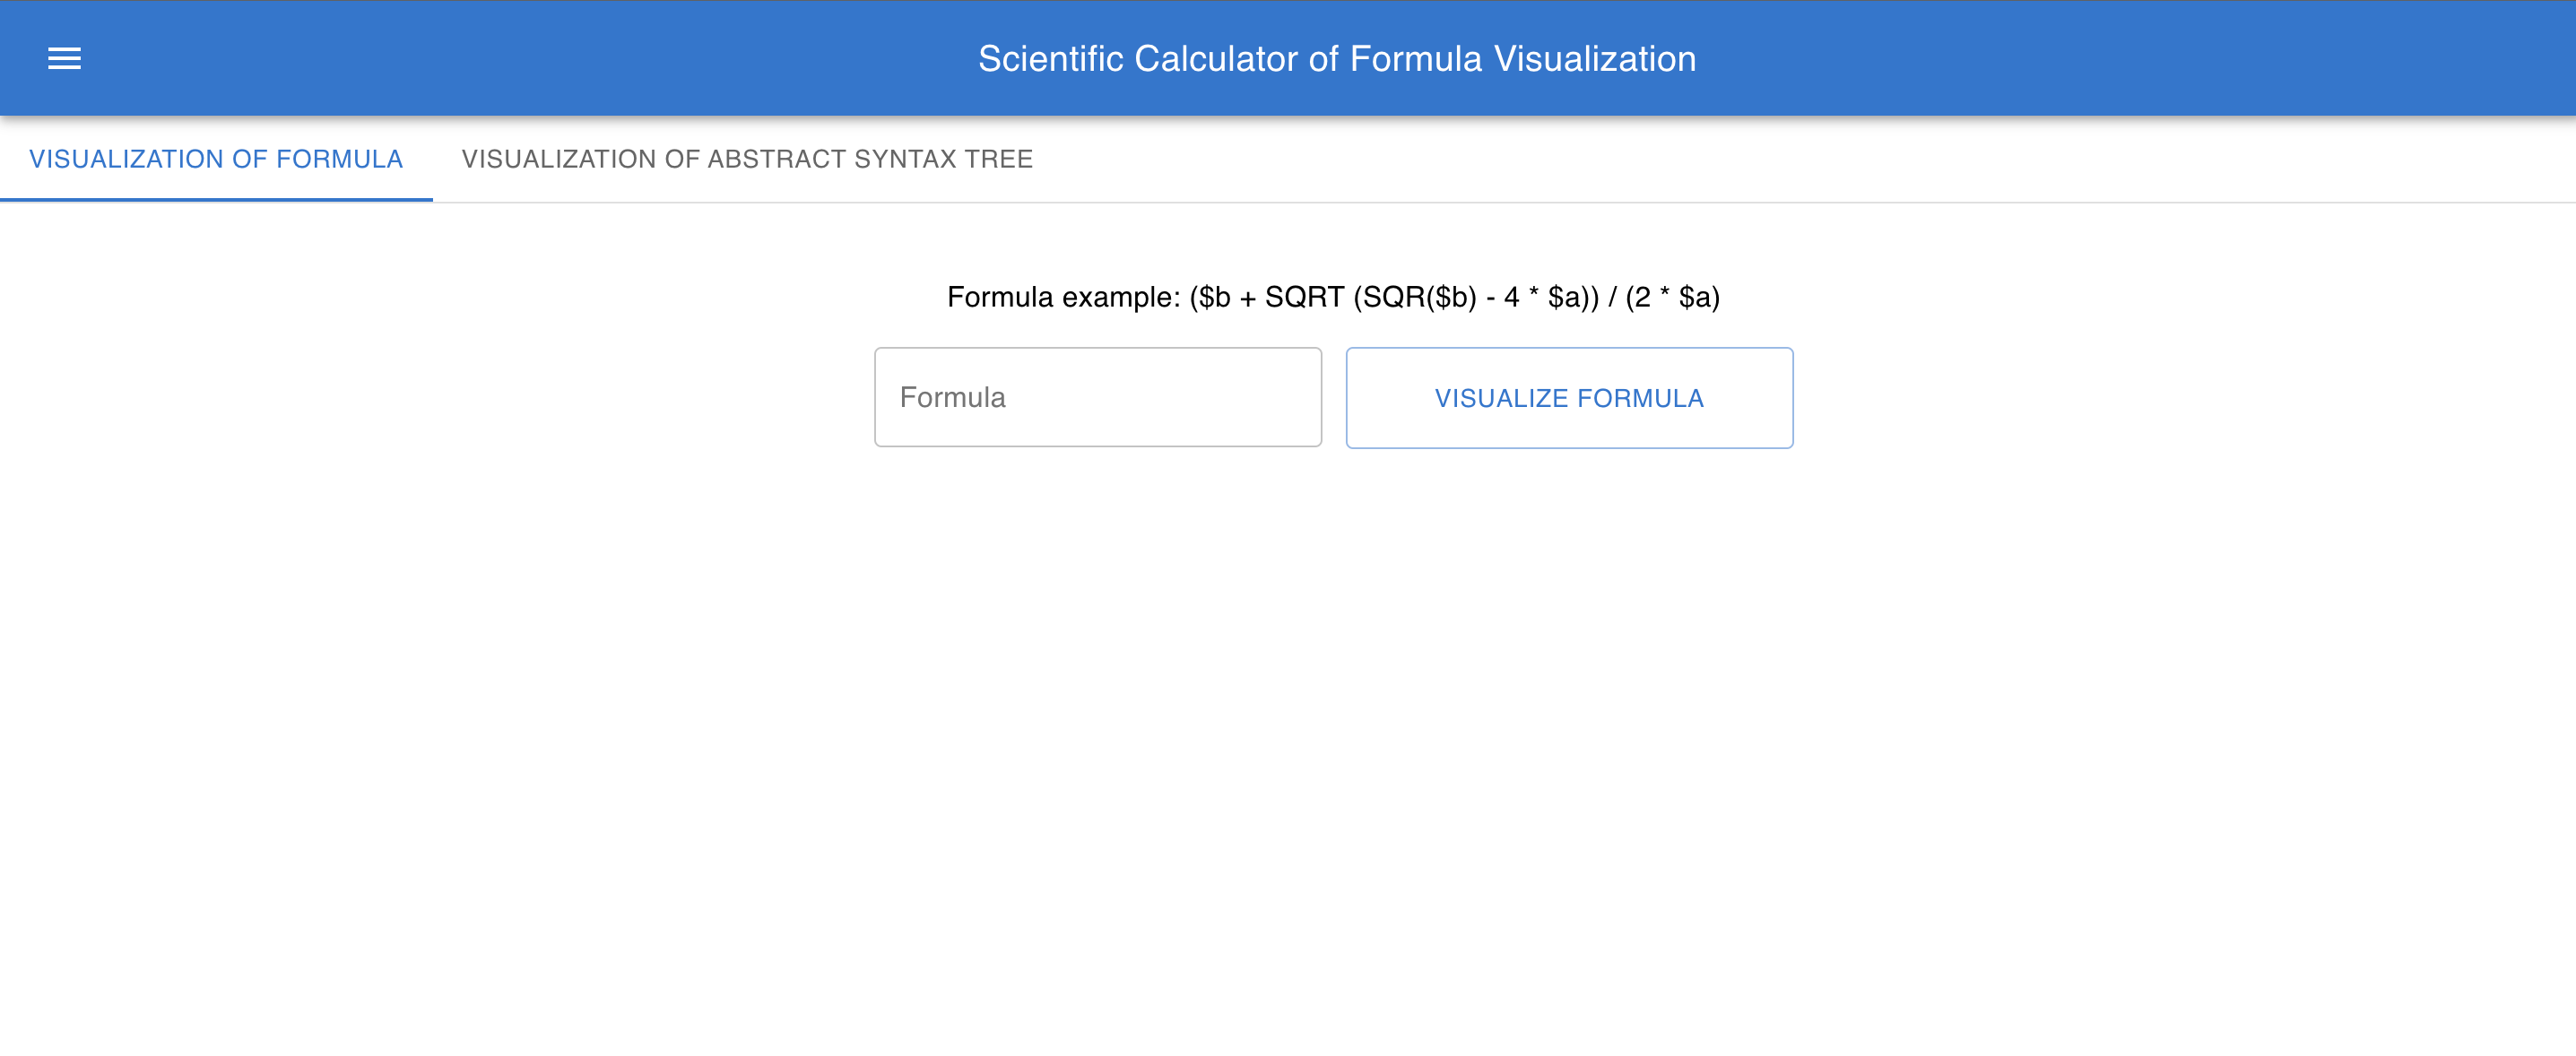 Scientific Calculator of Formula Visualization
VISUALIZATION OF FORMULA
VISUALIZATION OF ABSTRACT SYNTAX TREE
Formula example: ($b + SQRT (SQR($b) - 4 * $a)) / (2 * $a)
Formula
VISUALIZE FORMULA